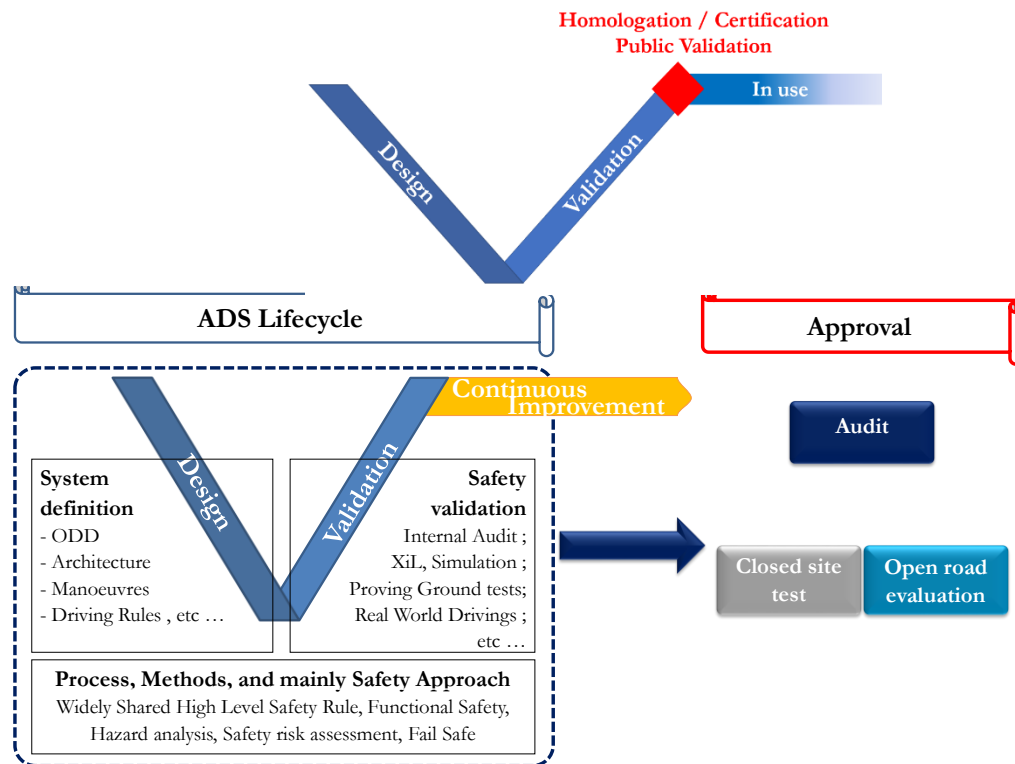 Homologation / Certification
Public Validation
In use
Design
Validation
ADS Lifecycle
Approval
Continuous
Improvement
Audit
Design
Validation
System
definition
- ODD
- Architecture
- Manoeuvres
- Driving Rules , etc …
Safety
validation
Internal Audit ;
XiL, Simulation ;
Proving Ground tests;
Real World Drivings ;
etc …
Closed site
test
Open road
evaluation
Process, Methods, and mainly Safety Approach
Widely Shared High Level Safety Rule, Functional Safety,
Hazard analysis, Safety risk assessment, Fail Safe